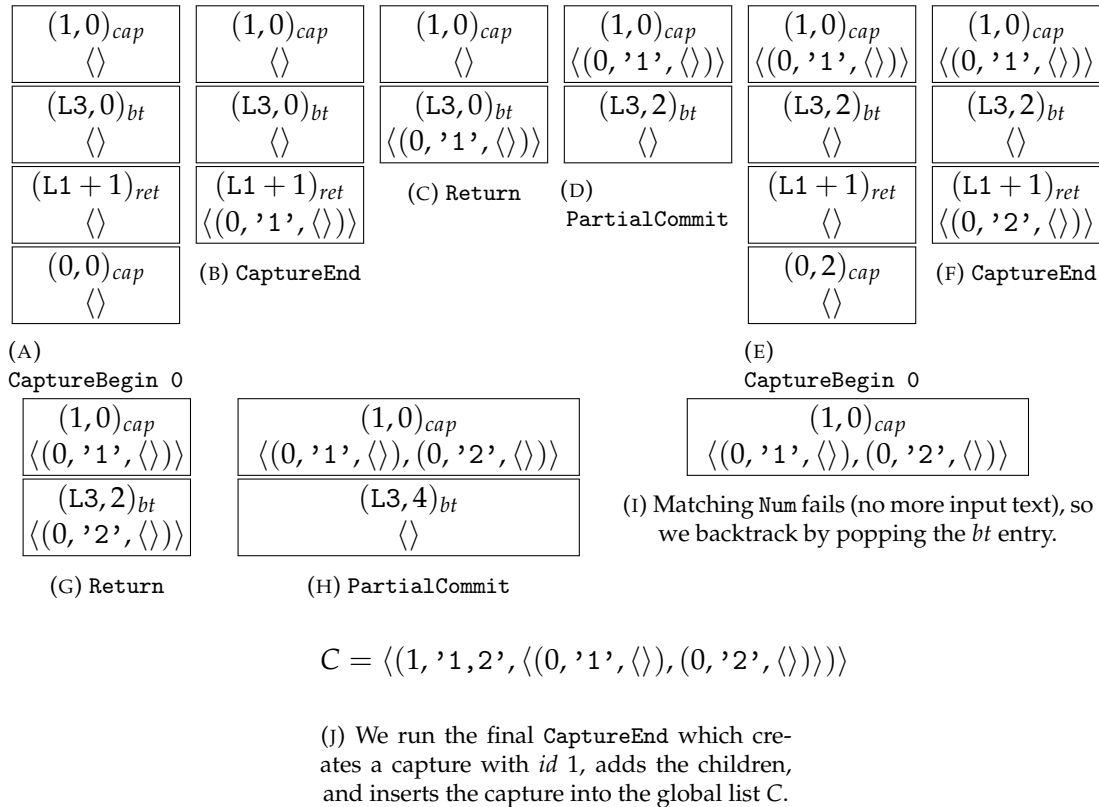 (1,0)cap
⟨⟩
(L3,0)bt
⟨⟩
(L1+1)ret
⟨⟩
(0,0)cap
⟨⟩
(A)
CaptureBegin 0
(1,0)cap
⟨⟩
(L3,0)bt
⟨⟩
(L1+1)ret
⟨(0,'1',⟨⟩)⟩
(B) CaptureEnd
(1,0)cap
⟨⟩
(L3,0)bt
⟨(0,'1',⟨⟩)⟩
(C) Return
(1,0)cap
⟨(0,'1',⟨⟩)⟩
(L3,2)bt
⟨⟩
(D)
PartialCommit
(1,0)cap
⟨(0,'1',⟨⟩)⟩
(L3,2)bt
⟨⟩
(L1+1)ret
⟨⟩
(0,2)cap
⟨⟩
(E)
CaptureBegin 0
(1,0)cap
⟨(0,'1',⟨⟩)⟩
(L3,2)bt
⟨⟩
(L1+1)ret
⟨(0,'2',⟨⟩)⟩
(F) CaptureEnd
(1,0)cap
⟨(0,'1',⟨⟩)⟩
(L3,2)bt
⟨(0,'2',⟨⟩)⟩
(G) Return
(1,0)cap
⟨(0,'1',⟨⟩),(0,'2',⟨⟩)⟩
(L3,4)bt
⟨⟩
(H) PartialCommit
(1,0)cap
⟨(0,'1',⟨⟩),(0,'2',⟨⟩)⟩
(I) Matching Num fails (no more input text), so
we backtrack by popping the bt entry.
C = ⟨(1,'1,2',⟨(0,'1',⟨⟩),(0,'2',⟨⟩)⟩)⟩
(J) We run the final CaptureEnd which cre-
ates a capture with id 1, adds the children,
and inserts the capture into the global list C.